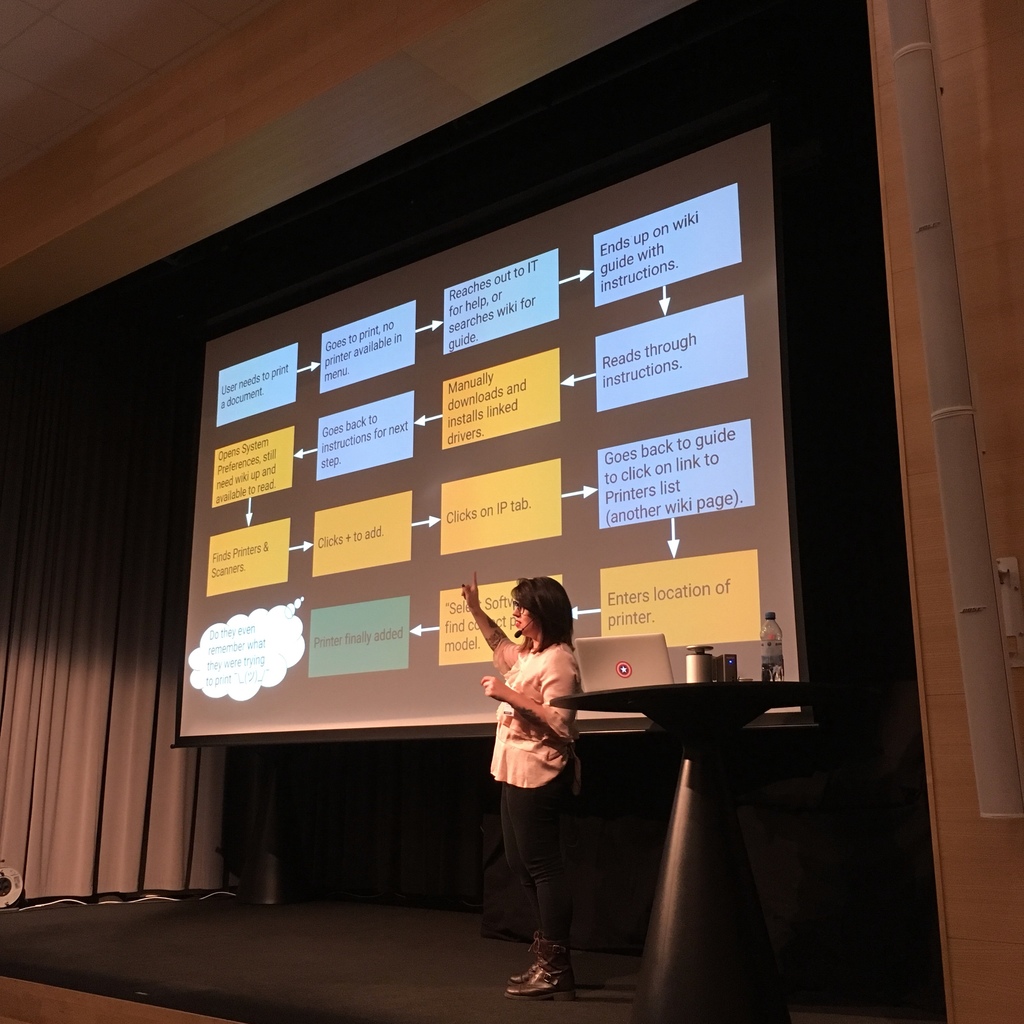 User needs to print
a document.
Goes to print, no
printer available in
menu.
Reaches out to IT
for help, or
searches wiki for
guide.
Ends up on wiki
guide with
instructions.
Reads through
instructions.
Manually
downloads and
installs linked
drivers.
Goes back to
instructions for next
step.
Opens System
Preferences, still
need wiki up and
available to read.
Finds Printers &
Scanners.
Clicks + to add.
Clicks on IP tab.
Goes back to guide
to click on link to
Printers list
(another wiki page).
Enters location of
printer.
"Select
find
model.
Printer finally added
Do they even
remember what
they were trying
to print ¯\_(ツ)_/¯